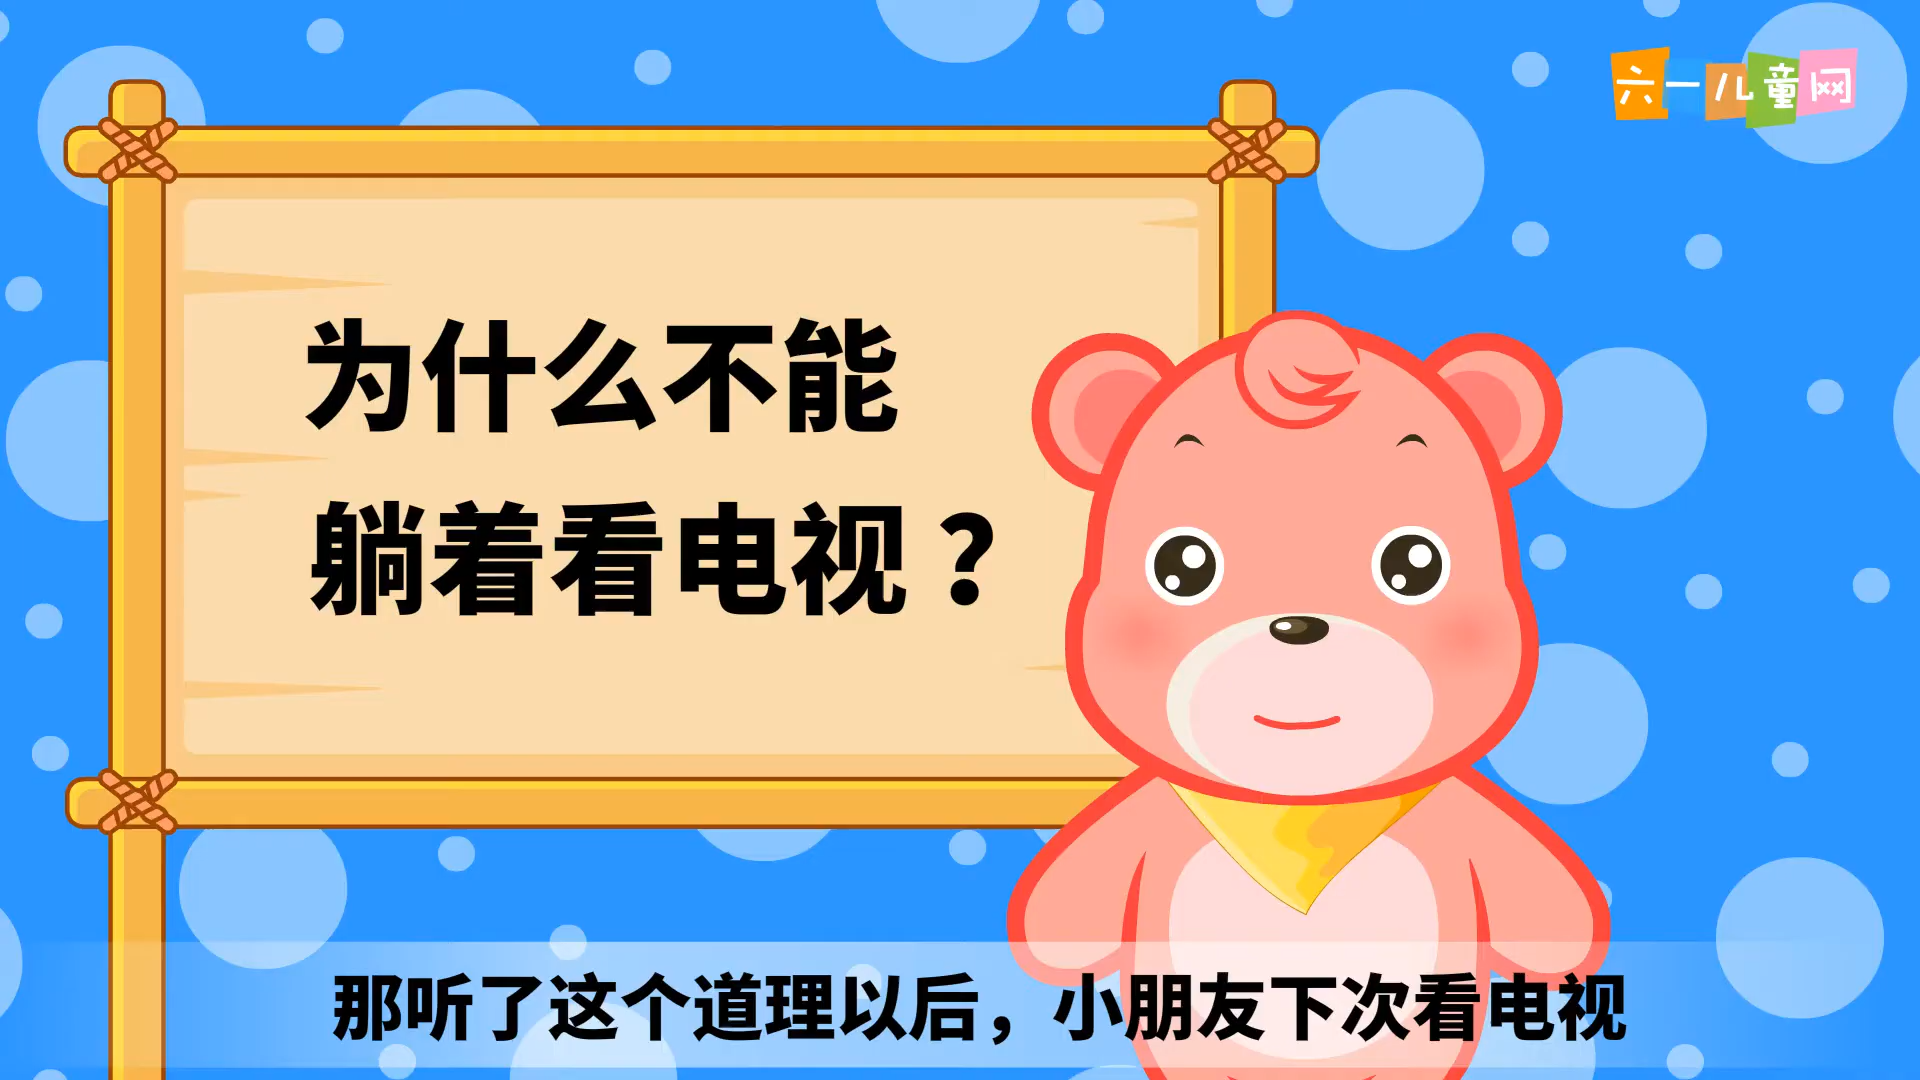 六一儿童网
为什么不能
躺着看电视？
那听了这个道理以后，小朋友下次看电视